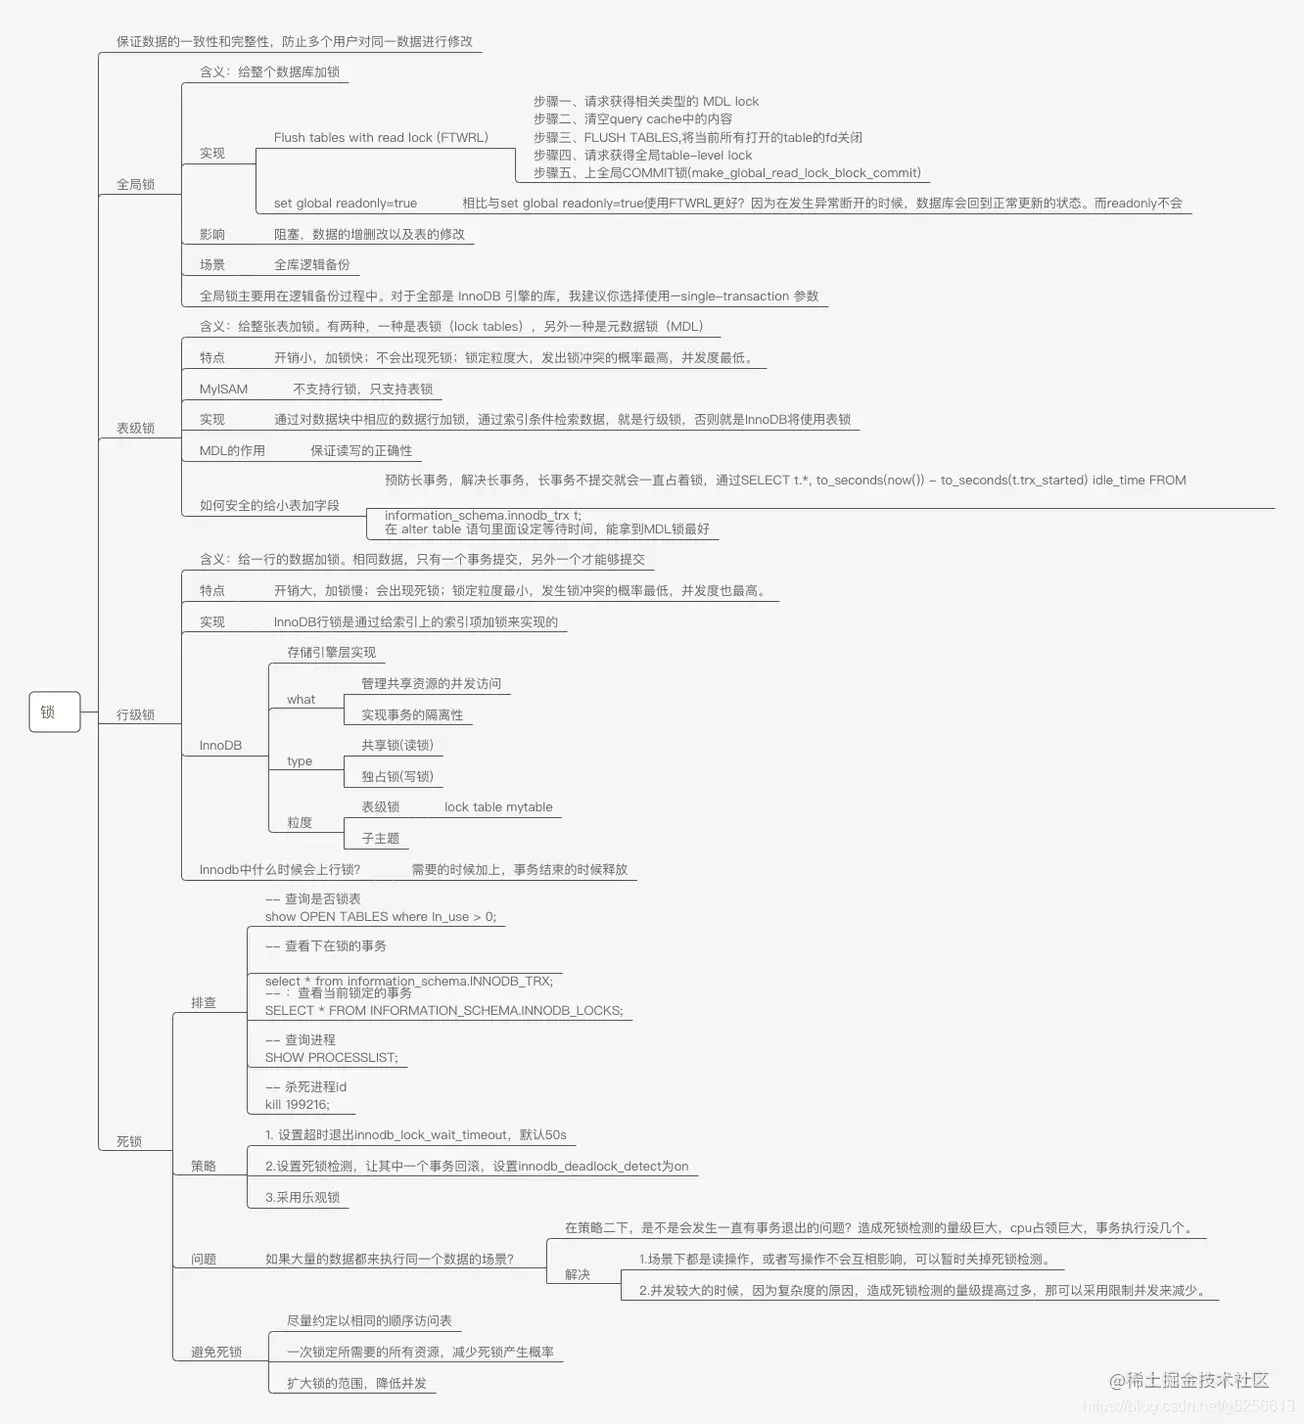 保证数据的一致性和完整性，防止多个用户对同一数据进行修改
含义：给整个数据库加锁
步骤一、请求获得相关类型的 MDL lock
步骤二、清空query cache中的内容
Flush tables with read lock (FTWRL)
步骤三、FLUSH TABLES,将当前所有打开的table的fd关闭
实现
步骤四、请求获得全局table-level lock
步骤五、上全局COMMIT锁(make_global_read_lock_block_commit)
全局锁
set global readonly=true
相比与set global readonly=true使用FTWRL更好？因为在发生异常断开的时候，数据库会回到正常更新的状态。而readonly不会
影响
阻塞，数据的增删改以及表的修改
场景
全库逻辑备份
全局锁主要用在逻辑备份过程中。对于全部是 InnoDB 引擎的库，我建议你选择使用–single-transaction 参数
含义：给整张表加锁。有两种，一种是表锁（lock tables），另外一种是元数据锁（MDL）
特点
开销小，加锁快；不会出现死锁；锁定粒度大，发出锁冲突的概率最高，并发度最低。
MyISAM
不支持行锁，只支持表锁
实现
通过对数据块中相应的数据行加锁，通过索引条件检索数据，就是行级锁，否则就是InnoDB将使用表锁
表级锁
MDL的作用
保证读写的正确性
预防长事务，解决长事务，长事务不提交就会一直占着锁，通过SELECT t.*, to_seconds(now()) - to_seconds(t.trx_started) idle_time FROM
如何安全的给小表加字段
information_schema.innodb_trx t;
在 alter table 语句里面设定等待时间，能拿到MDL锁最好
含义：给一行的数据加锁。相同数据，只有一个事务提交，另外一个才能够提交
特点
开销大，加锁慢；会出现死锁；锁定粒度最小，发生锁冲突的概率最低，并发度也最高。
实现
InnoDB行锁是通过给索引上的索引项加锁来实现的
存储引擎层实现
管理共享资源的并发访问
what
实现事务的隔离性
锁
行级锁
InnoDB
共享锁(读锁)
type
独占锁(写锁)
表级锁
lock table mytable
粒度
子主题
Innodb中什么时候会上行锁？
需要的时候加上，事务结束的时候释放
-- 查询是否锁表
show OPEN TABLES where In_use > 0;
-- 查看下在锁的事务
select * from information_schema.INNODB_TRX;
--：查看当前锁定的事务
排查
SELECT * FROM INFORMATION_SCHEMA.INNODB_LOCKS;
-- 查询进程
SHOW PROCESSLIST;
-- 杀死进程id
kill 199216;
死锁
1. 设置超时退出innodb_lock_wait_timeout，默认50s
策略
2.设置死锁检测，让其中一个事务回滚，设置innodb_deadlock_detect为on
3.采用乐观锁
在策略二下，是不是会发生一直有事务退出的问题？造成死锁检测的量级巨大，cpu占领巨大，事务执行没几个。
问题
如果大量的数据都来执行同一个数据的场景？
1.场景下都是读操作，或者写操作不会互相影响，可以暂时关掉死锁检测。
解决
2.并发较大的时候，因为复杂度的原因，造成死锁检测的量级提高过多，那可以采用限制并发来减少。
尽量约定以相同的顺序访问表
避免死锁
一次锁定所需要的所有资源，减少死锁产生概率
扩大锁的范围，降低并发
@稀土掘金技术社区
https://blog.csdn.net/g6256613